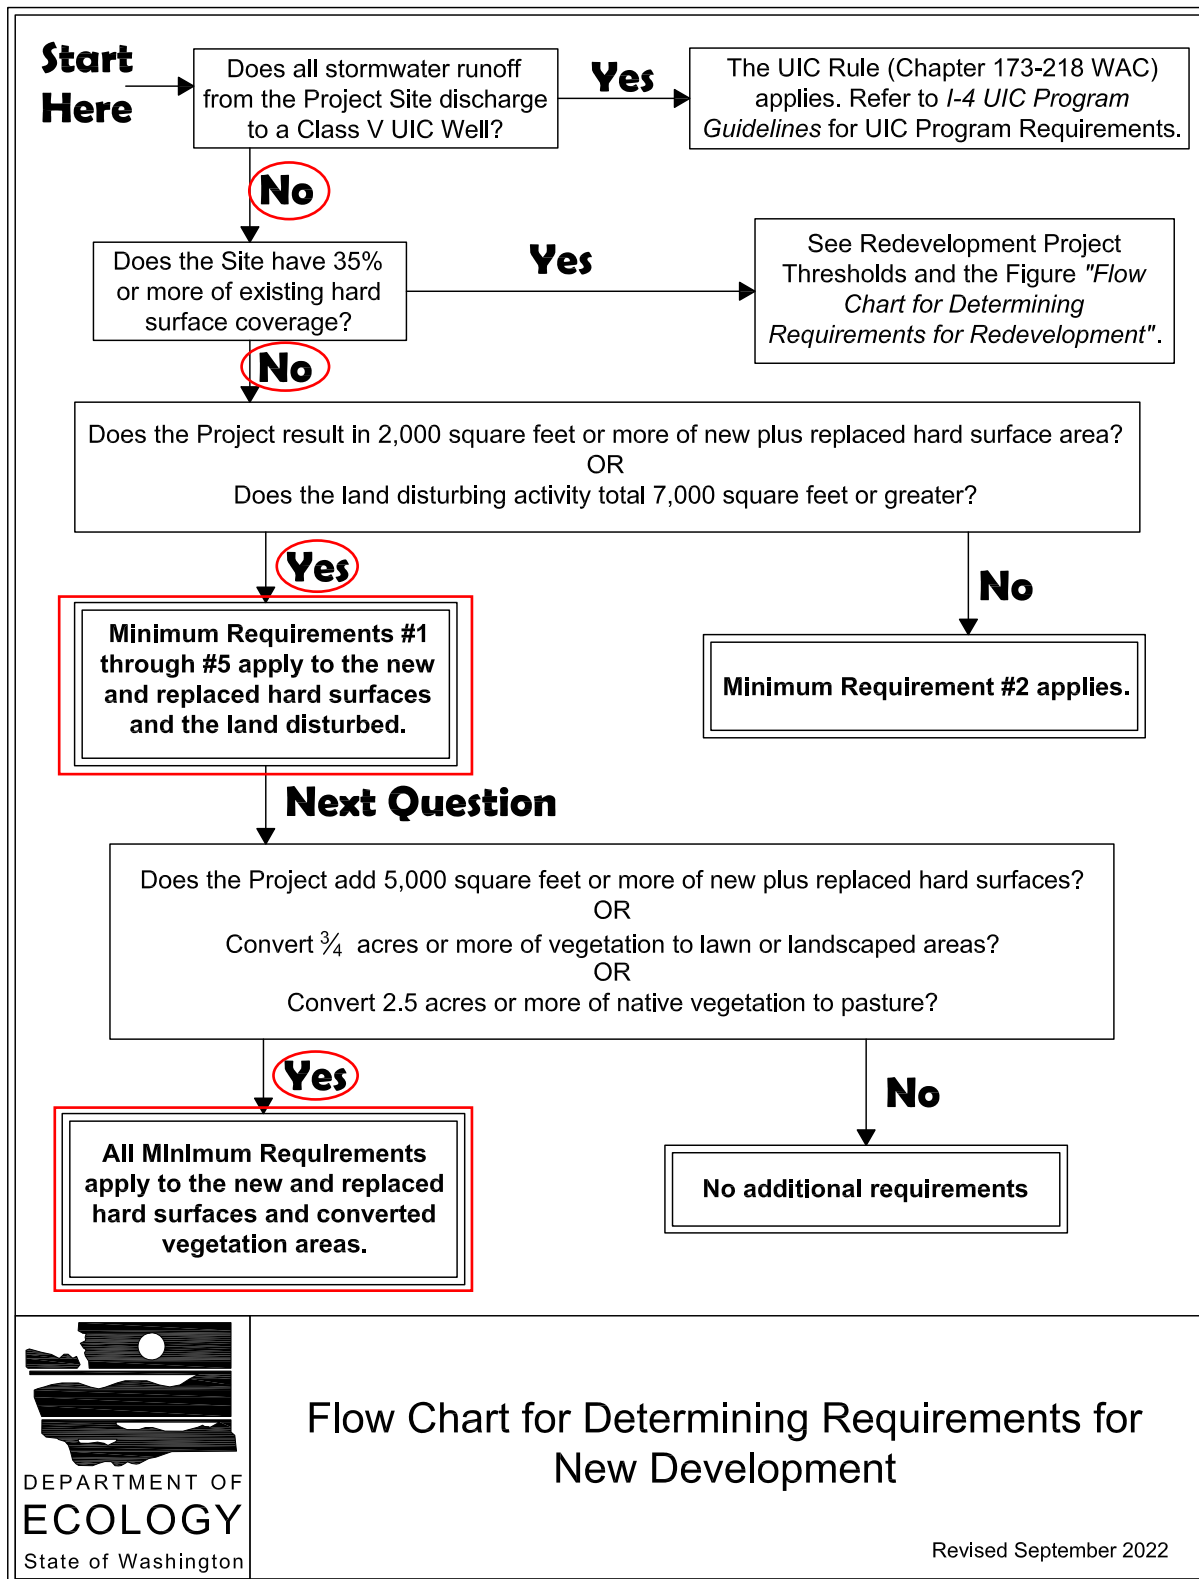 Start
Here
Does all stormwater runoff
from the Project Site discharge
to a Class V UIC Well?
Yes
The UIC Rule (Chapter 173-218 WAC)
applies. Refer to I-4 UIC Program
Guidelines for UIC Program Requirements.
No
Does the Site have 35%
or more of existing hard
surface coverage?
Yes
See Redevelopment Project
Thresholds and the Figure "Flow
Chart for Determining
Requirements for Redevelopment".
No
Does the Project result in 2,000 square feet or more of new plus replaced hard surface area?
OR
Does the land disturbing activity total 7,000 square feet or greater?
Yes
No
Minimum Requirements #1
through #5 apply to the new
and replaced hard surfaces
and the land disturbed.
Minimum Requirement #2 applies.
Next Question
Does the Project add 5,000 square feet or more of new plus replaced hard surfaces?
OR
Convert ¾ acres or more of vegetation to lawn or landscaped areas?
OR
Convert 2.5 acres or more of native vegetation to pasture?
Yes
No
All MInImum RequIrements
apply to the new and replaced
hard surfaces and converted
vegetation areas.
No additional requirements
DEPARTMENT OF
ECOLOGY
State of Washington
Flow Chart for Determining Requirements for
New Development
Revised September 2022